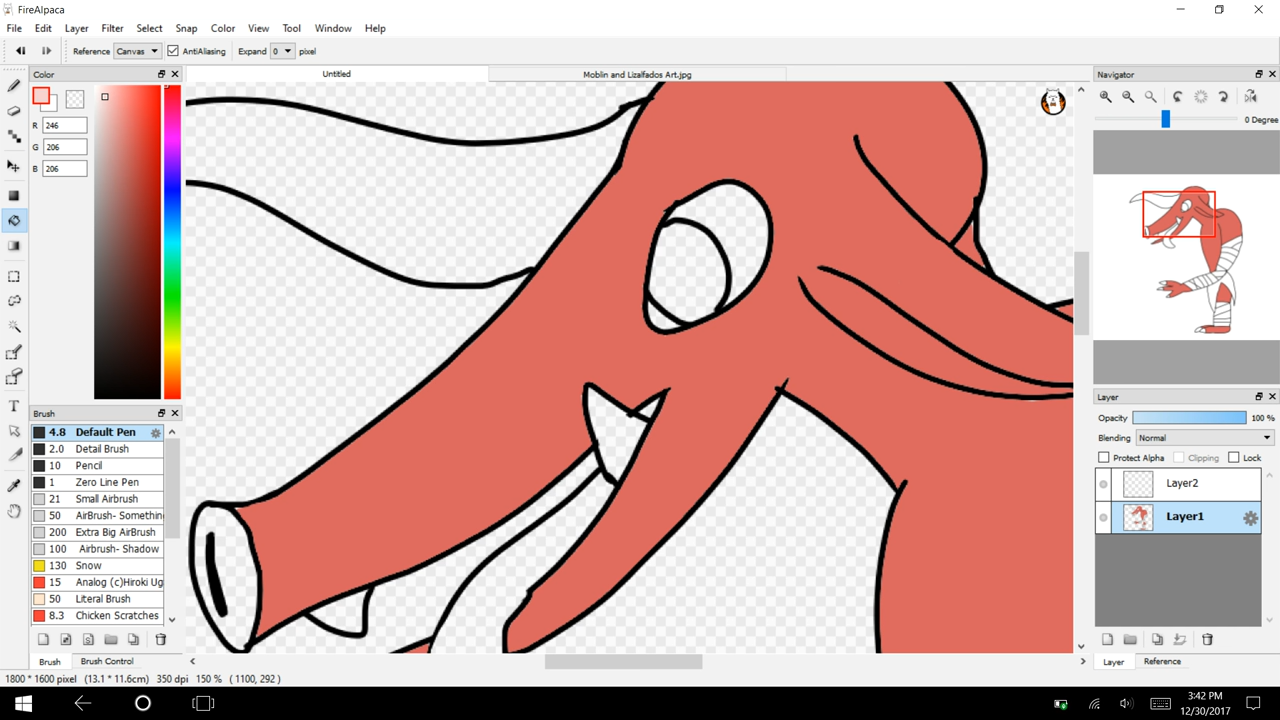 FireAlpaca
File Edit Layer Filter Select Snap Color View Tool Window Help
Reference Canvas AntiAliasing Expand 0 pixel
Color
Untitled
Moblin and Lizalfados Art.jpg
Navigator
R 246
G 206
B 206
0 Degree
Brush
4.8 Default Pen
2.0 Detail Brush
10 Pencil
1 Zero Line Pen
21 Small Airbrush
50 AirBrush- Something
200 Extra Big AirBrush
100 Airbrush- Shadow
130 Snow
15 Analog (c)Hiroki Ug
50 Literal Brush
8.3 Chicken Scratches
Brush Brush Control
Layer
Opacity 100 %
Blending Normal
Protect Alpha Clipping Lock
Layer2
Layer1
Layer Reference
1800 * 1600 pixel (13.1 * 11.6cm) 350 dpi 150 % ( 1100, 292 )
3:42 PM
12/30/2017